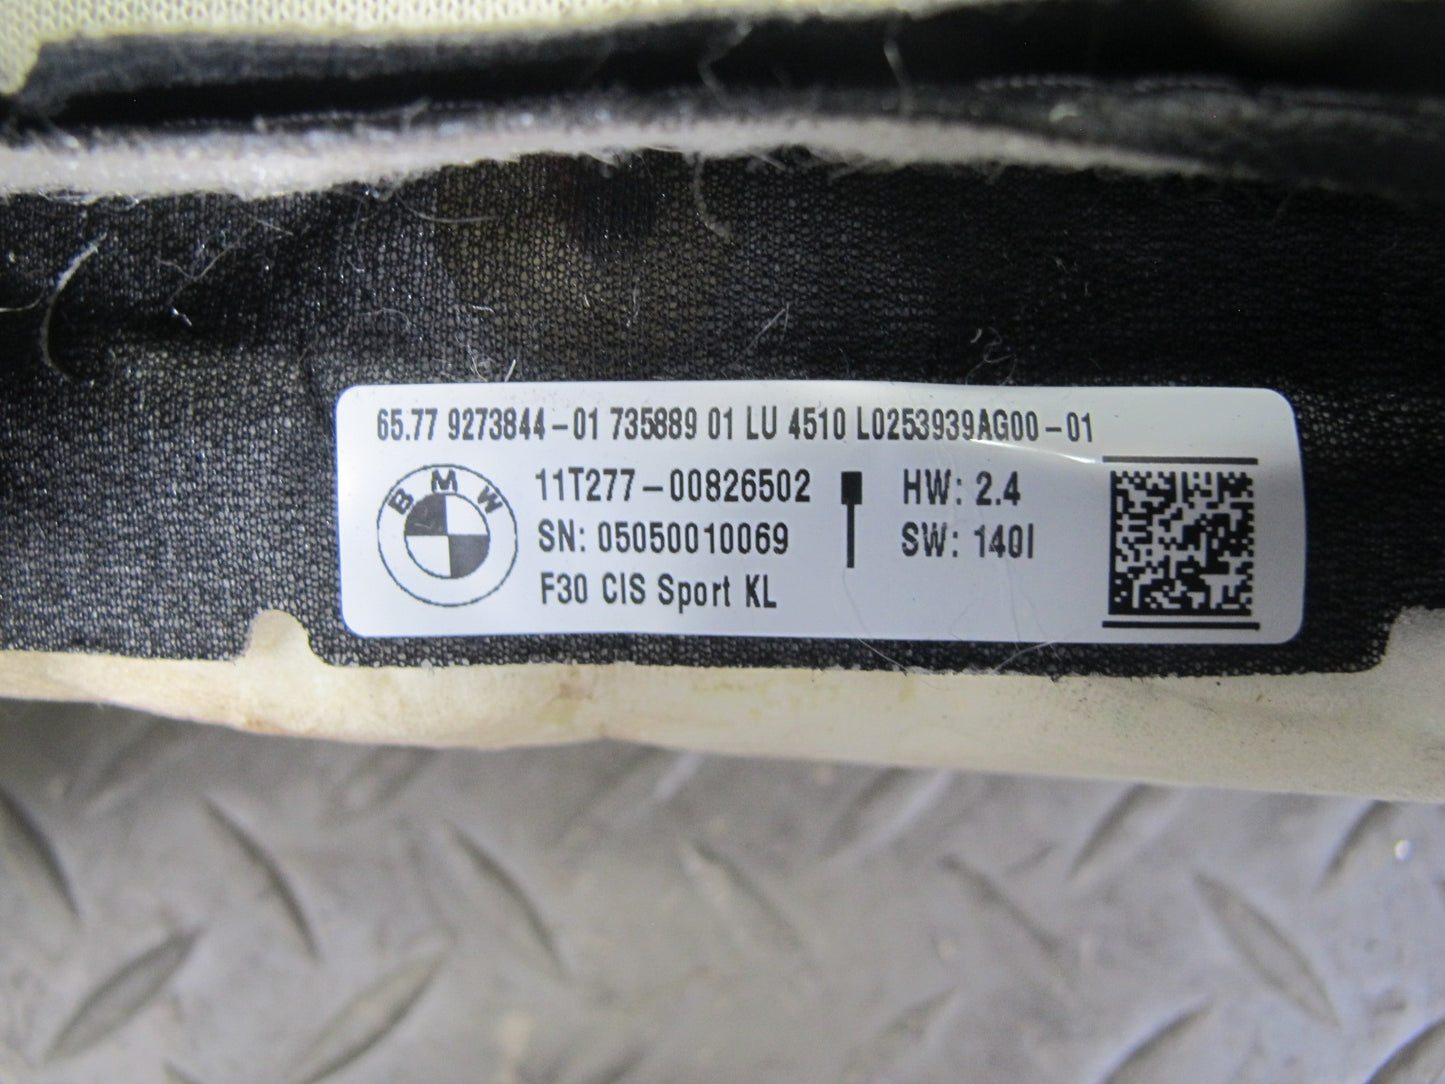 65.77 9273844-01 735889 01 LU 4510 L0253939AG00-01
BMW
11T277-00826502
SN: 05050010069
F30 CIS Sport KL
HW: 2.4
SW: 140I